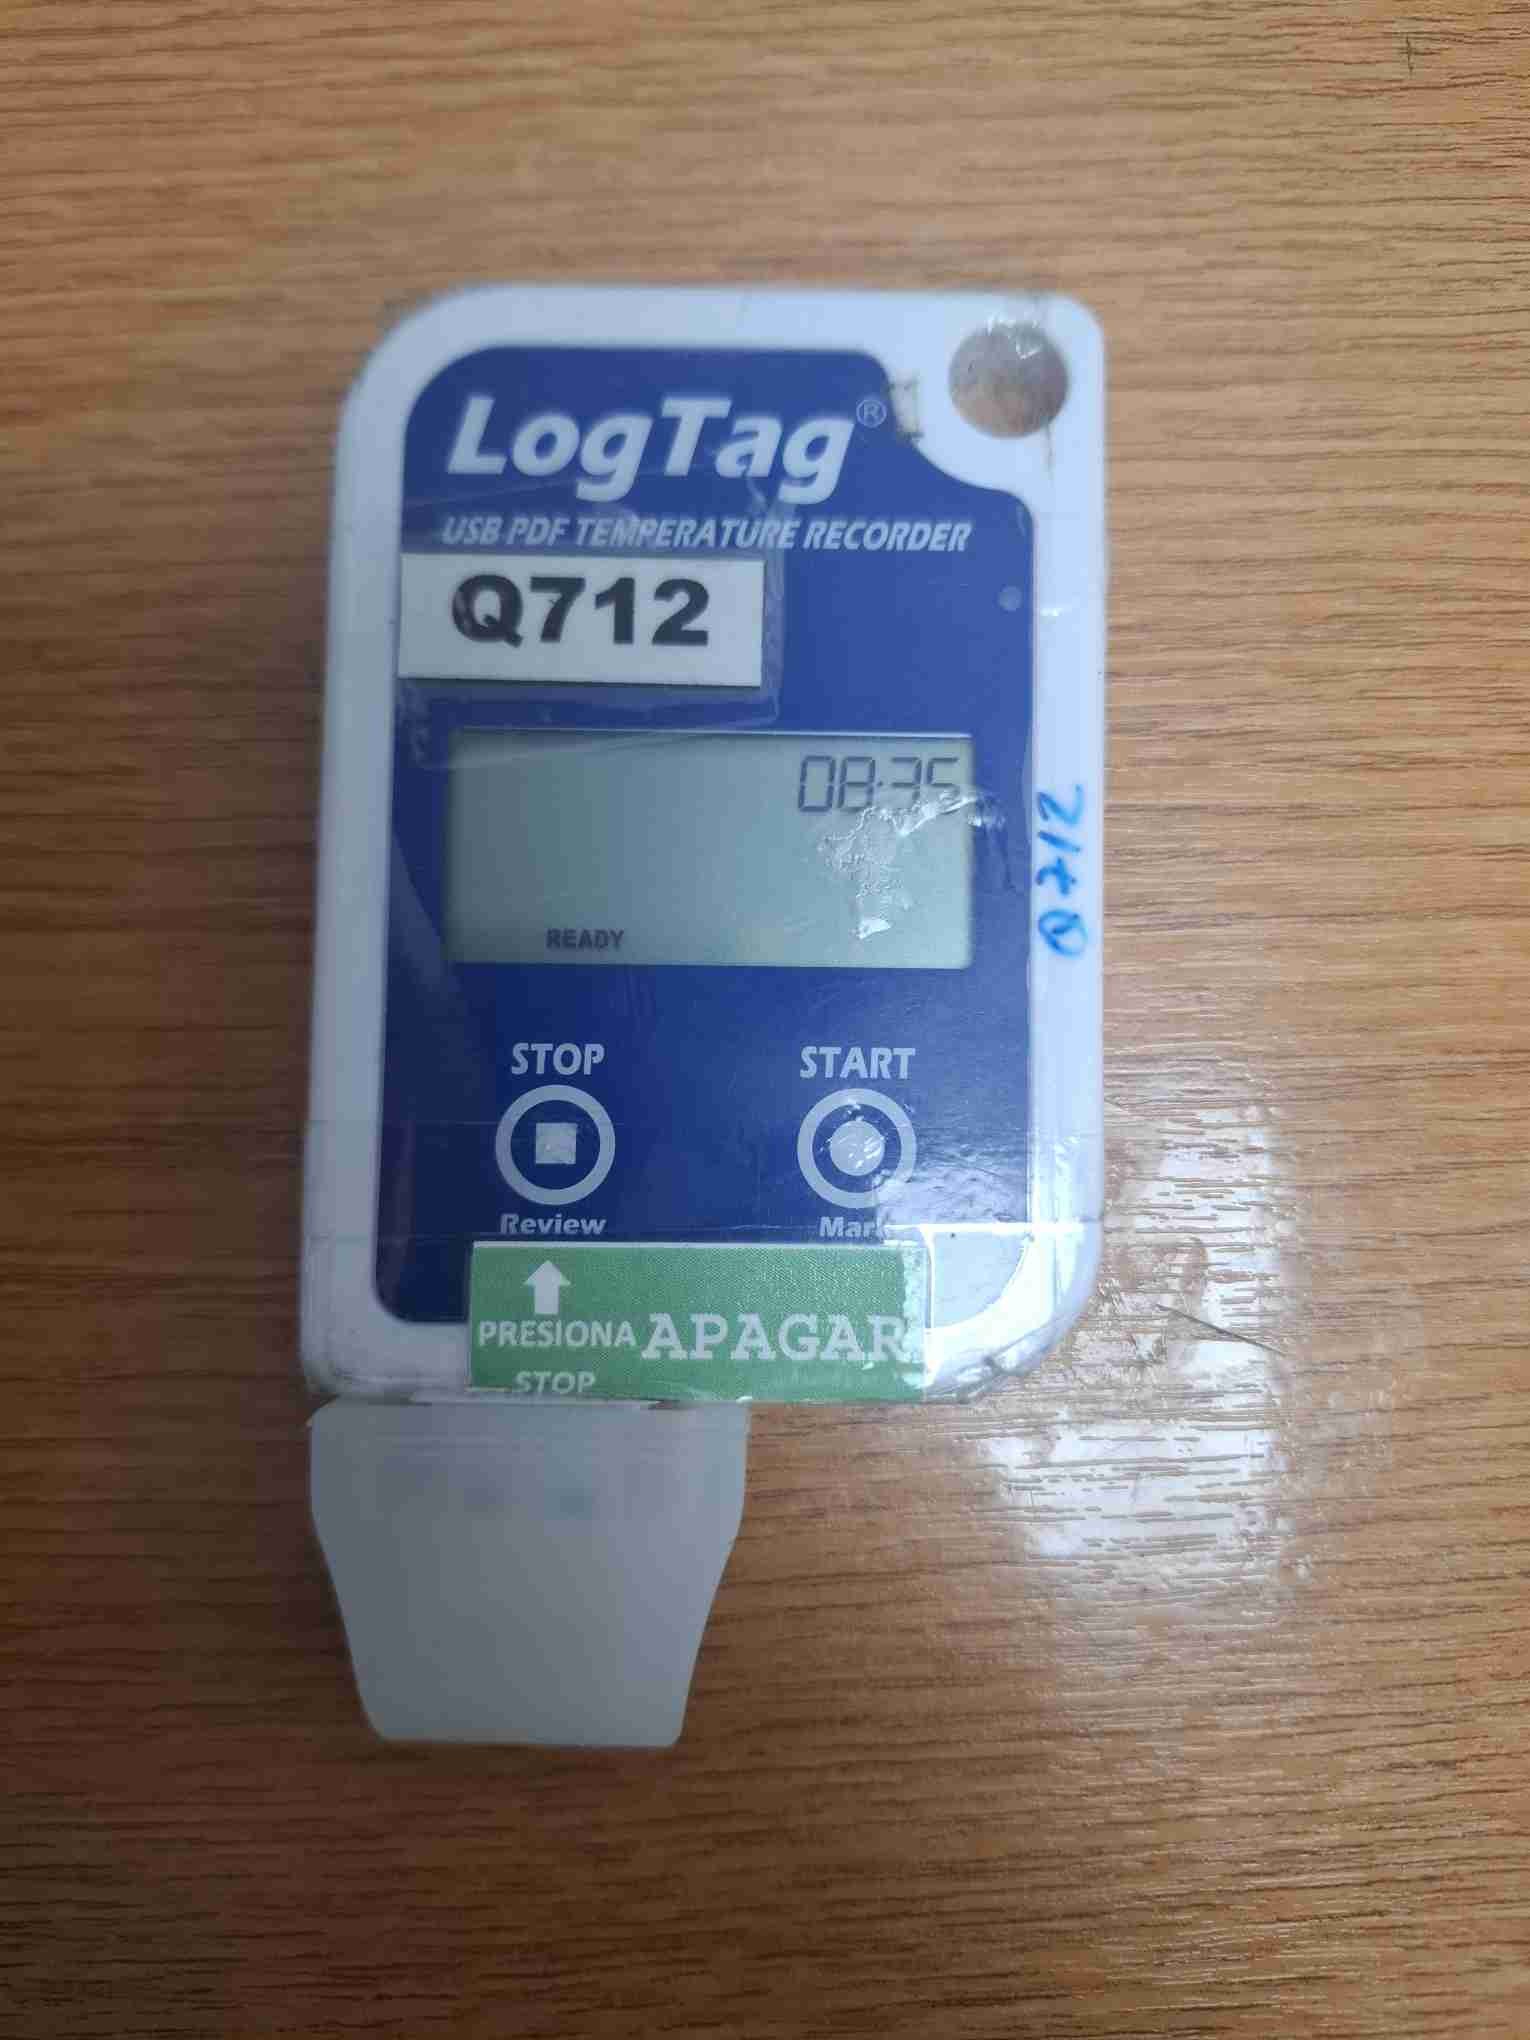 LogTag®
USB PDF TEMPERATURE RECORDER
Q712
08:35
READY
Q712
STOP START
Review Mark
PRESIONA APAGAR
STOP